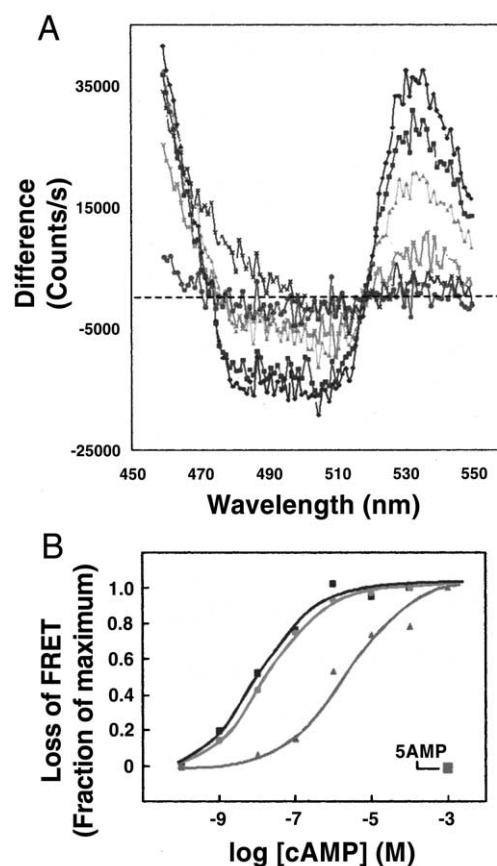 A
35000
15000
-5000
-25000
Difference
(Counts/s)
450 470 490 510 530 550
Wavelength (nm)
B
1.0
0.8
0.6
0.4
0.2
0
Loss of FRET
(Fraction of maximum)
5AMP
-9 -7 -5 -3
log [cAMP] (M)